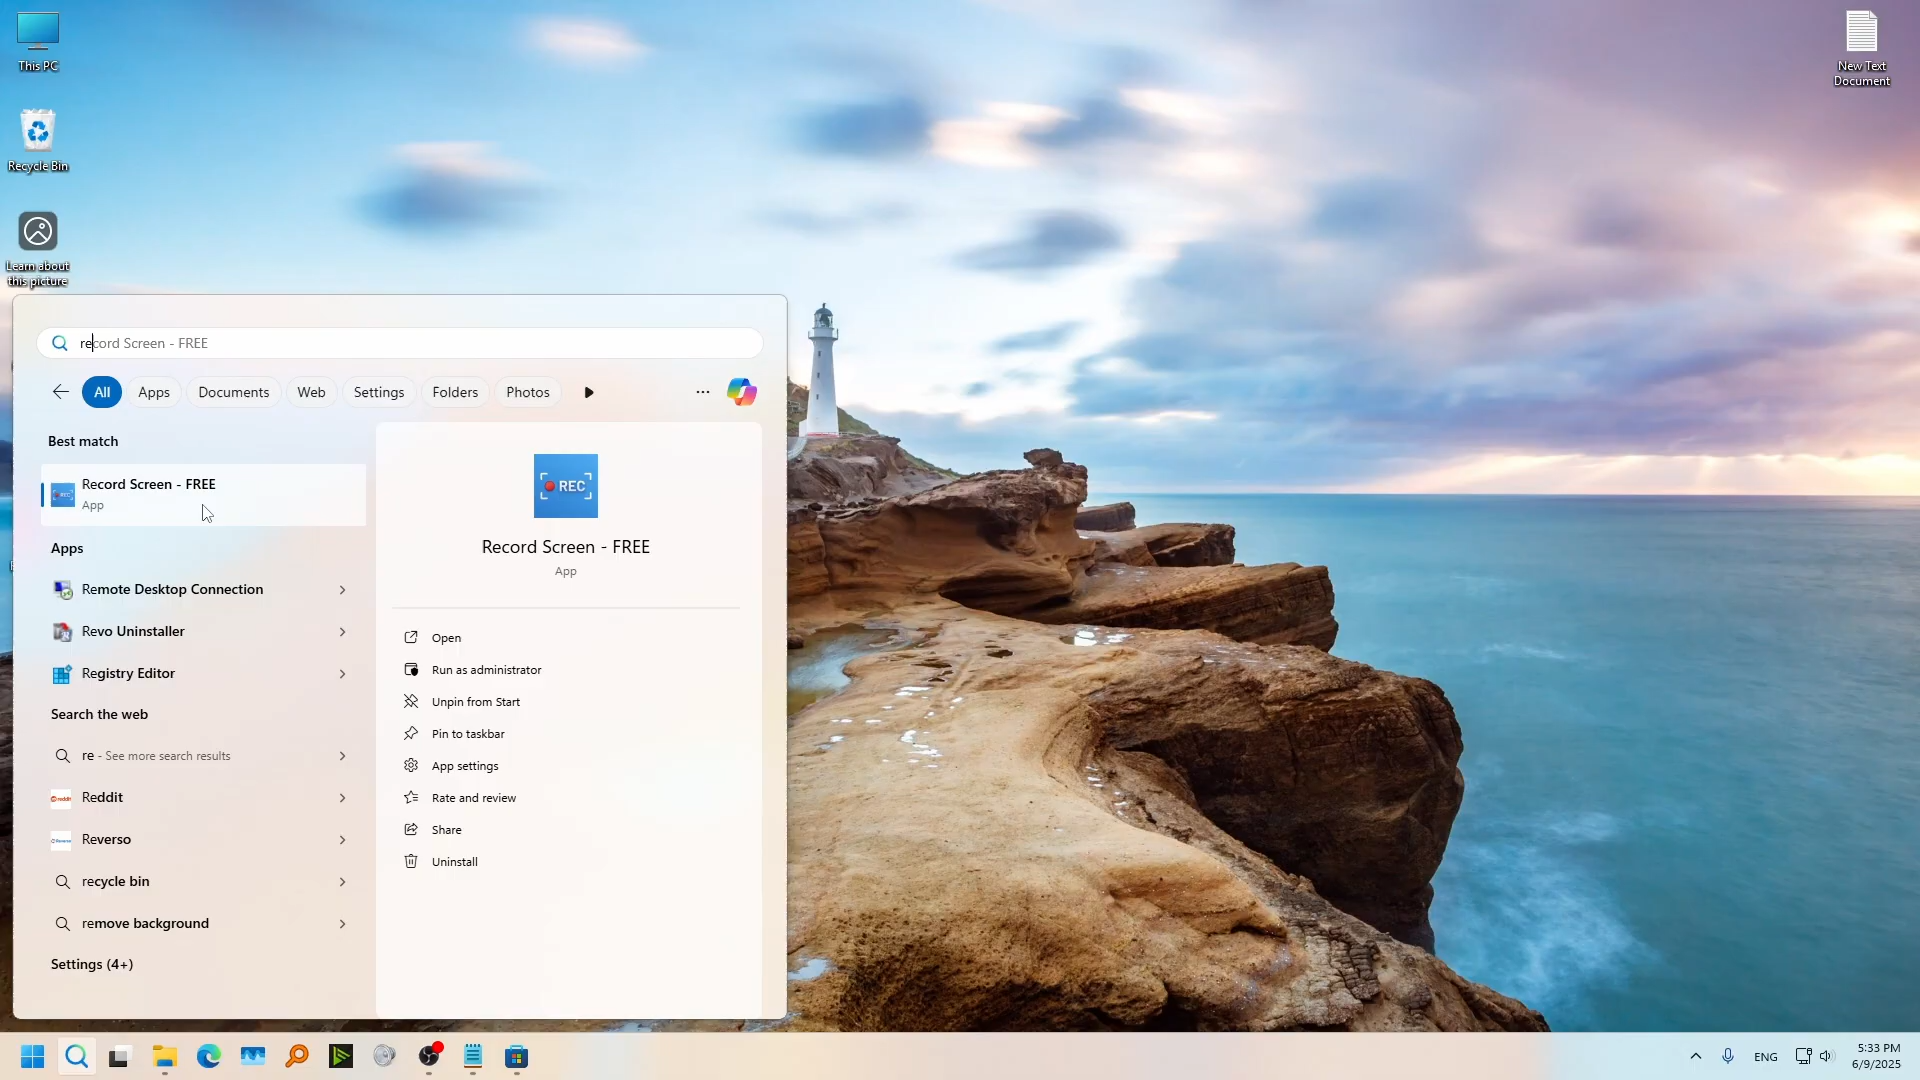 This PC
Recycle Bin
Learn about
this picture
New Text
Document
record Screen - FREE
All
Apps
Documents
Web
Settings
Folders
Photos
Best match
Record Screen - FREE
App
Apps
Remote Desktop Connection
Revo Uninstaller
Registry Editor
Search the web
re - See more search results
Reddit
Reverso
recycle bin
remove background
Settings (4+)
REC
Record Screen - FREE
App
Open
Run as administrator
Unpin from Start
Pin to taskbar
App settings
Rate and review
Share
Uninstall
ENG
5:33 PM
6/9/2025